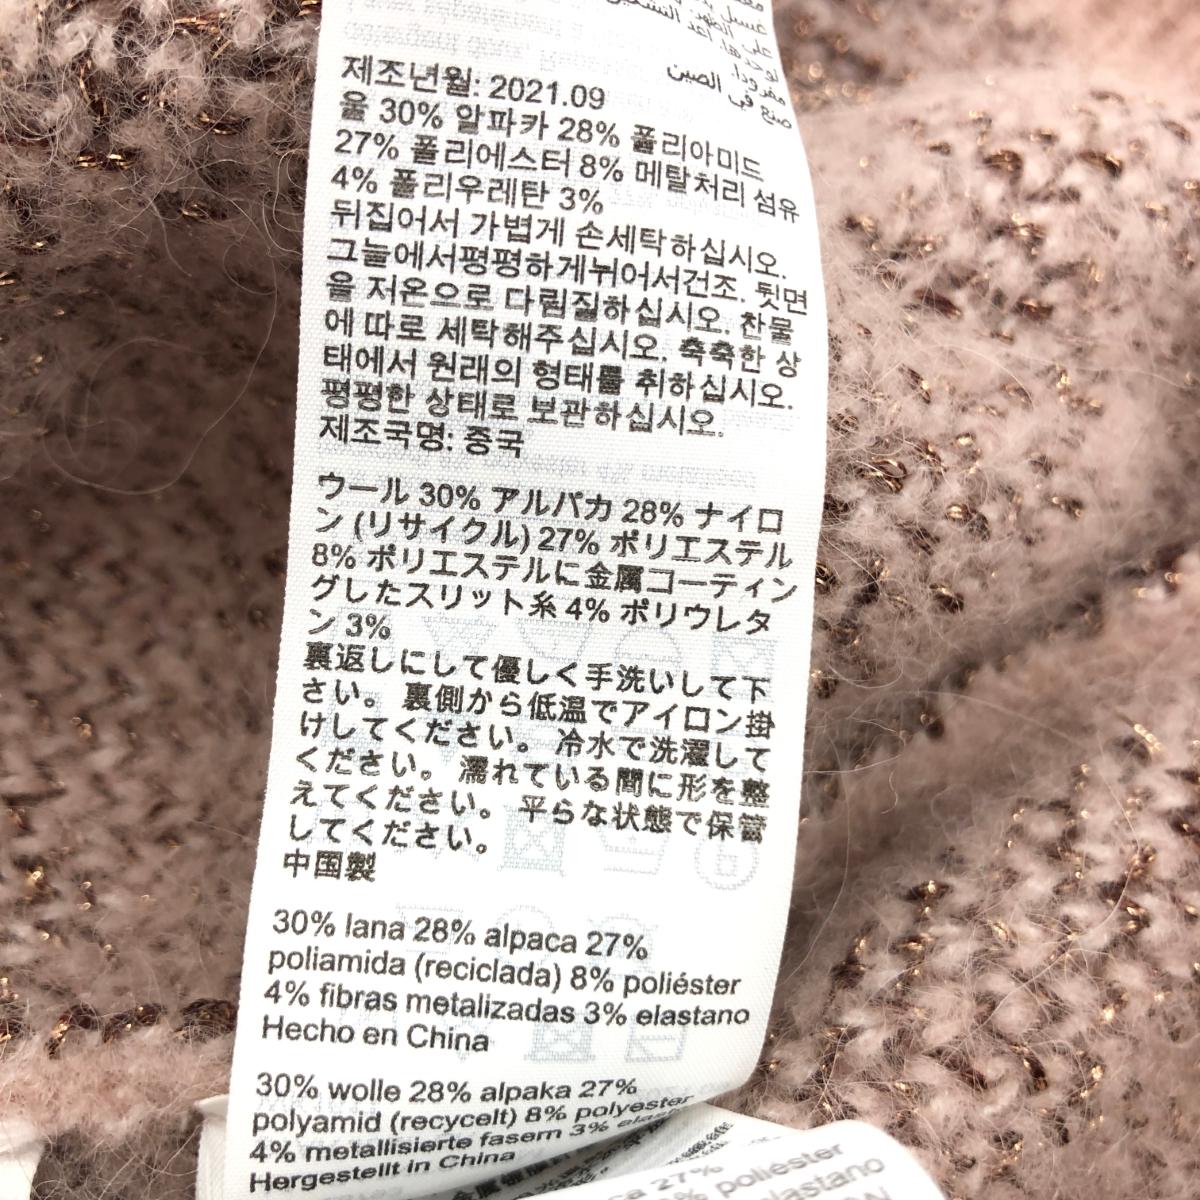 صنع في الصين
제조년월: 2021.09
울 30% 알파카 28% 폴리아미드
27% 폴리에스터 8% 메탈처리 섬유
4% 폴리우레탄 3%
뒤집어서 가볍게 손세탁하십시오.
그늘에서평평하게뉘어서건조. 뒷면
을 저온으로 다림질하십시오. 찬물
에 따로 세탁해주십시오. 축축한 상
태에서 원래의 형태를 취하십시오.
평평한 상태로 보관하십시오.
제조국명: 중국
ウール 30% アルパカ 28% ナイロ
ン (リサイクル) 27% ポリエステル
8% ポリエステルに金属コーティン
グしたスリット糸 4% ポリウレタ
ン 3%
裏返しにして優しく手洗いして下
さい。 裏側から低温でアイロン掛
けしてください。 冷水で洗濯して
ください。 濡れている間に形を整
えてください。 平らな状態で保管
してください。
中国製
30% lana 28% alpaca 27%
poliamida (reciclada) 8% poliéster
4% fibras metalizadas 3% elastano
Hecho en China
30% wolle 28% alpaka 27%
polyamid (recycelt) 8% polyester
4% metallisierte fasern 3%
Hergestellt in China
27%
poliéster
elastano